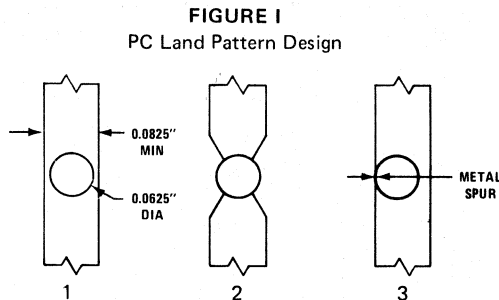 FIGURE I
PC Land Pattern Design
0.0825"
MIN
0.0625"
DIA
METAL
SPUR
1
2
3